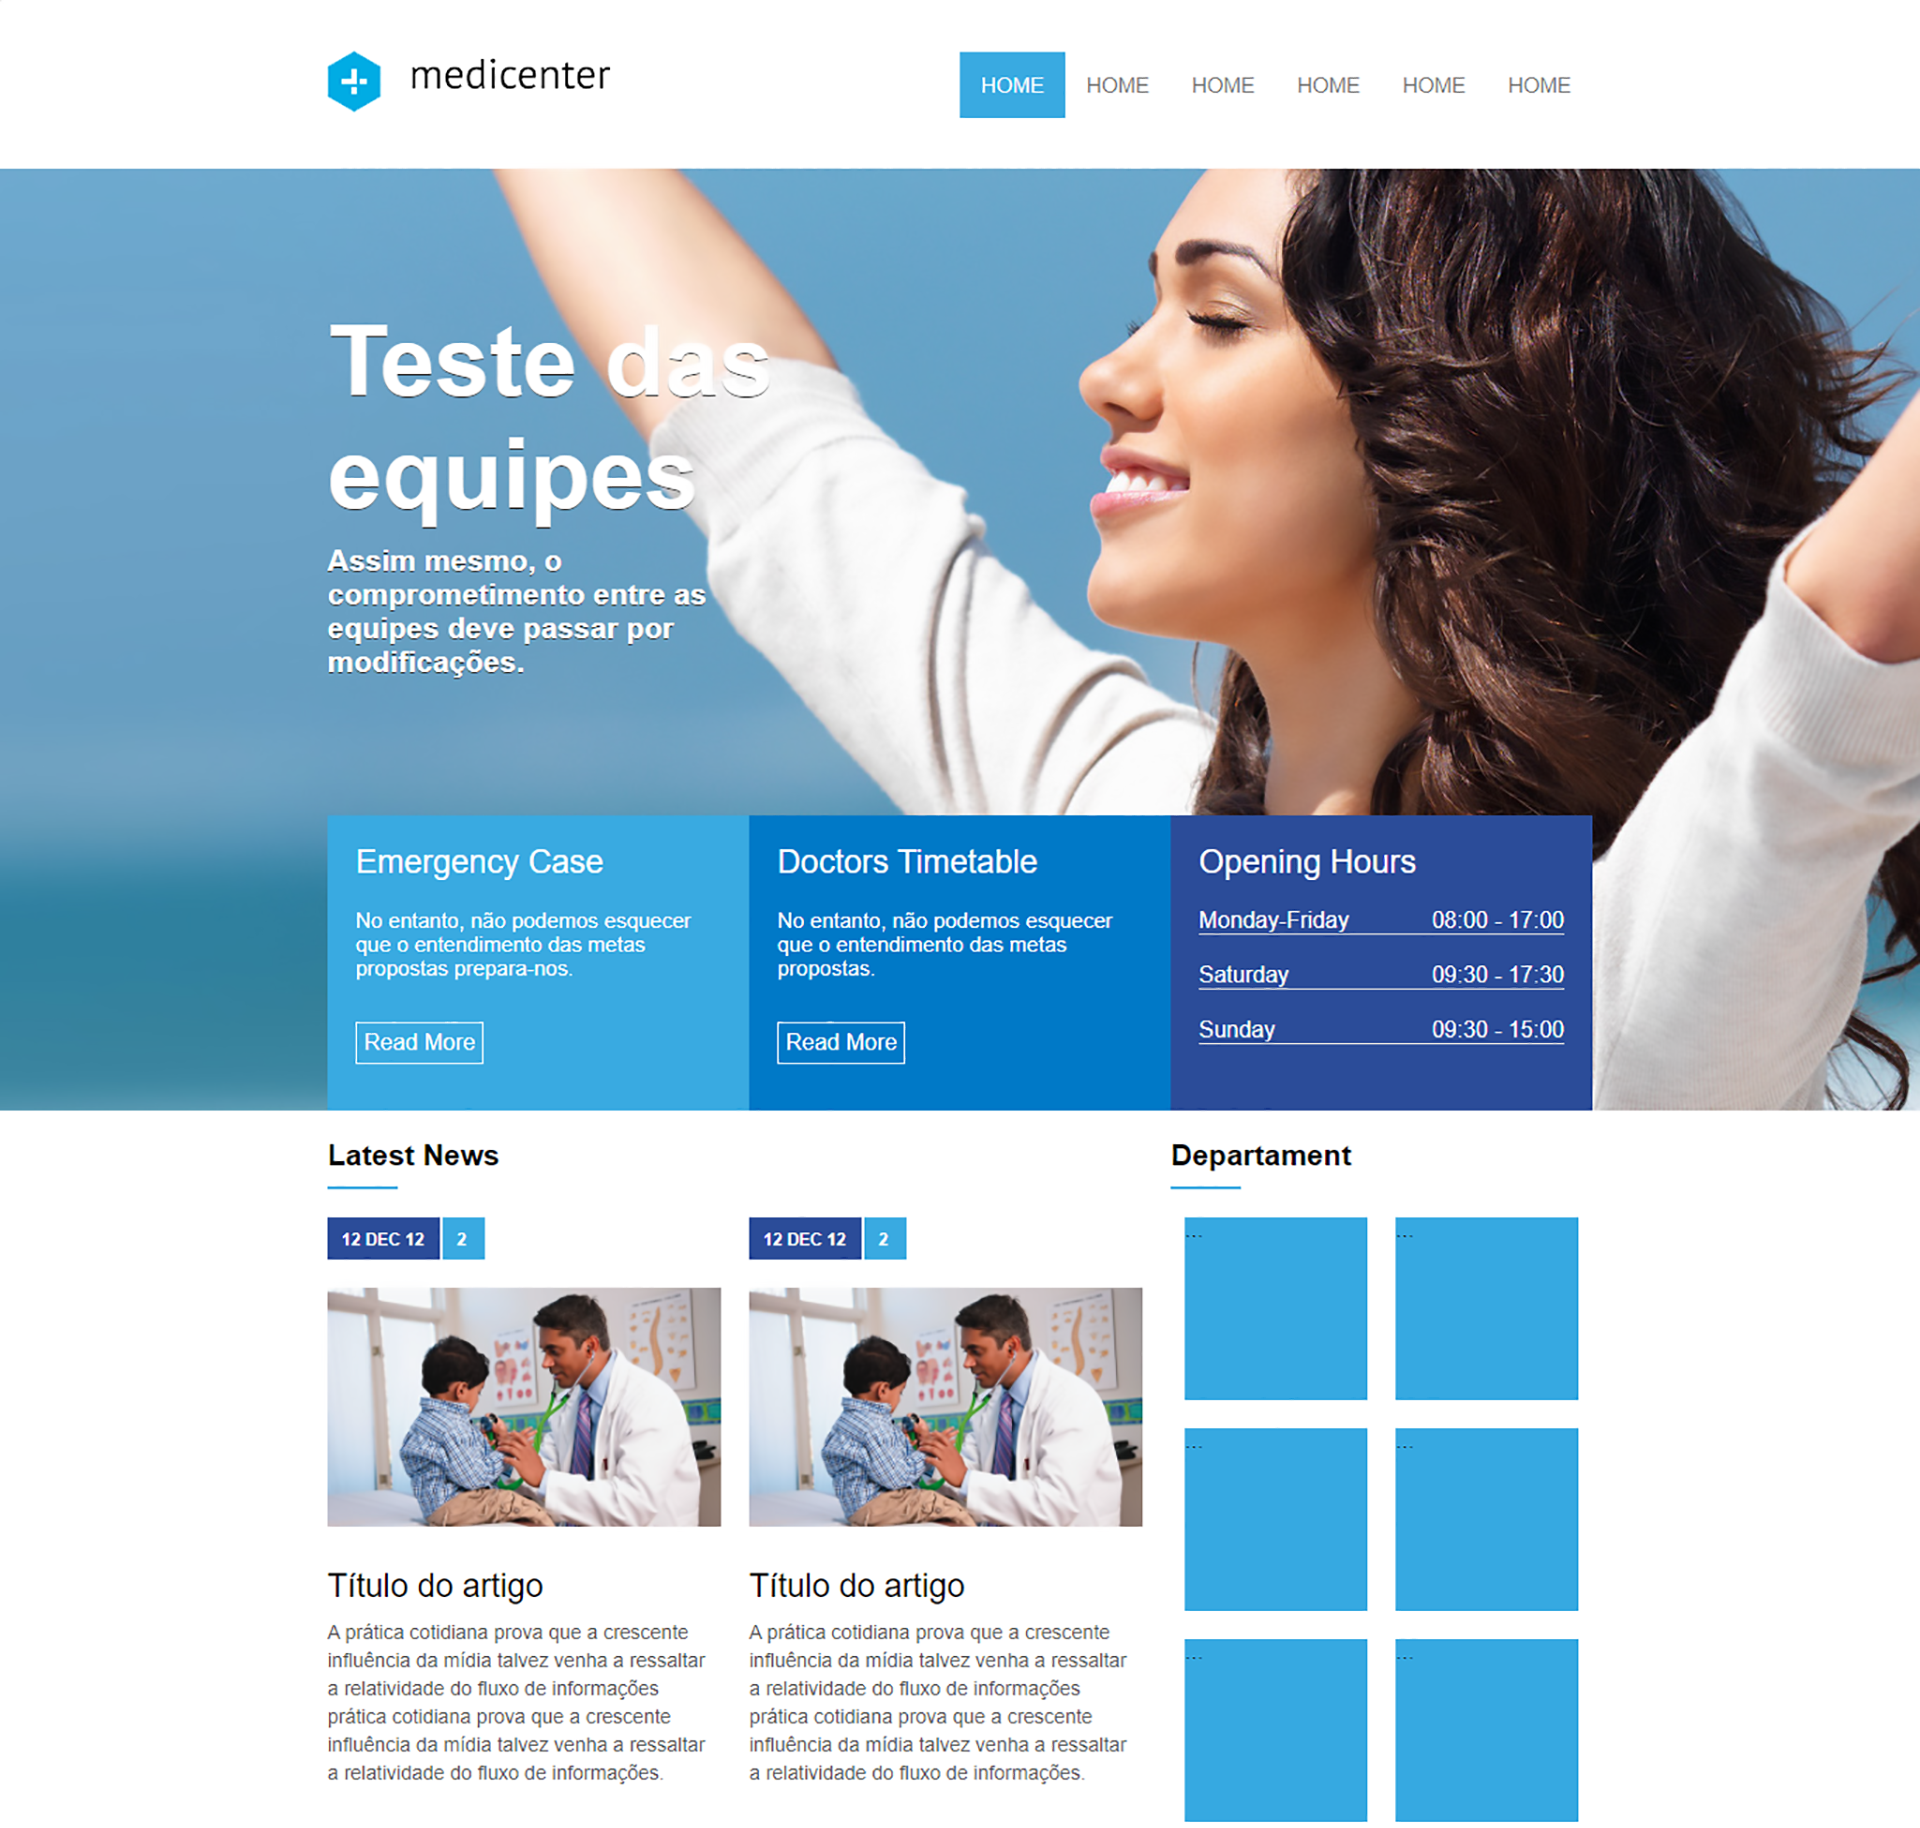 medicenter
HOME HOME HOME HOME HOME HOME
Teste das
equipes
Assim mesmo, o
comprometimento entre as
equipes deve passar por
modificações.
Emergency Case
No entanto, não podemos esquecer
que o entendimento das metas
propostas prepara-nos.
Read More
Doctors Timetable
No entanto, não podemos esquecer
que o entendimento das metas
propostas.
Read More
Opening Hours
Monday-Friday 08:00 - 17:00
Saturday 09:30 - 17:30
Sunday 09:30 - 15:00
Latest News
12 DEC 12 2
Título do artigo
A prática cotidiana prova que a crescente
influência da mídia talvez venha a ressaltar
a relatividade do fluxo de informações
prática cotidiana prova que a crescente
influência da mídia talvez venha a ressaltar
a relatividade do fluxo de informações.
12 DEC 12 2
Título do artigo
A prática cotidiana prova que a crescente
influência da mídia talvez venha a ressaltar
a relatividade do fluxo de informações
prática cotidiana prova que a crescente
influência da mídia talvez venha a ressaltar
a relatividade do fluxo de informações.
Departament
... ...
... ...
... ...